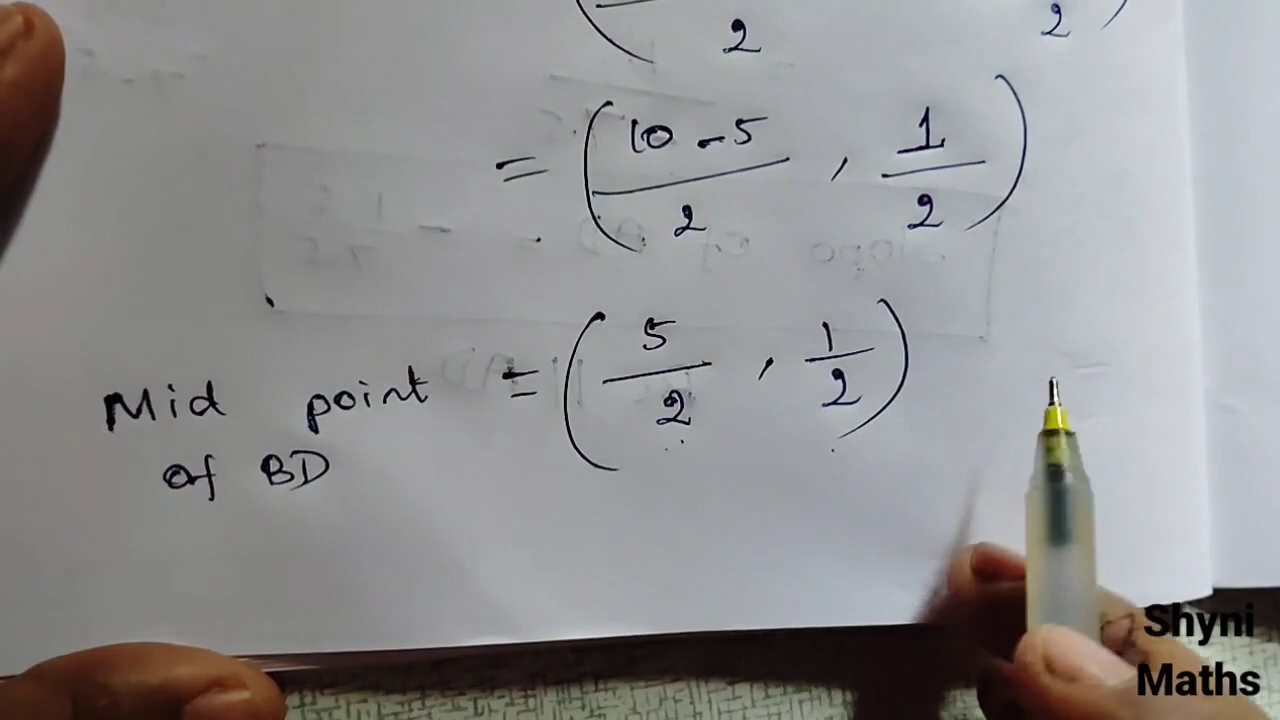 2 2
= ( 10 - 5 / 2 , 1 / 2 )
Mid point = ( 5 / 2 , 1 / 2 )
of BD
Shyni
Maths